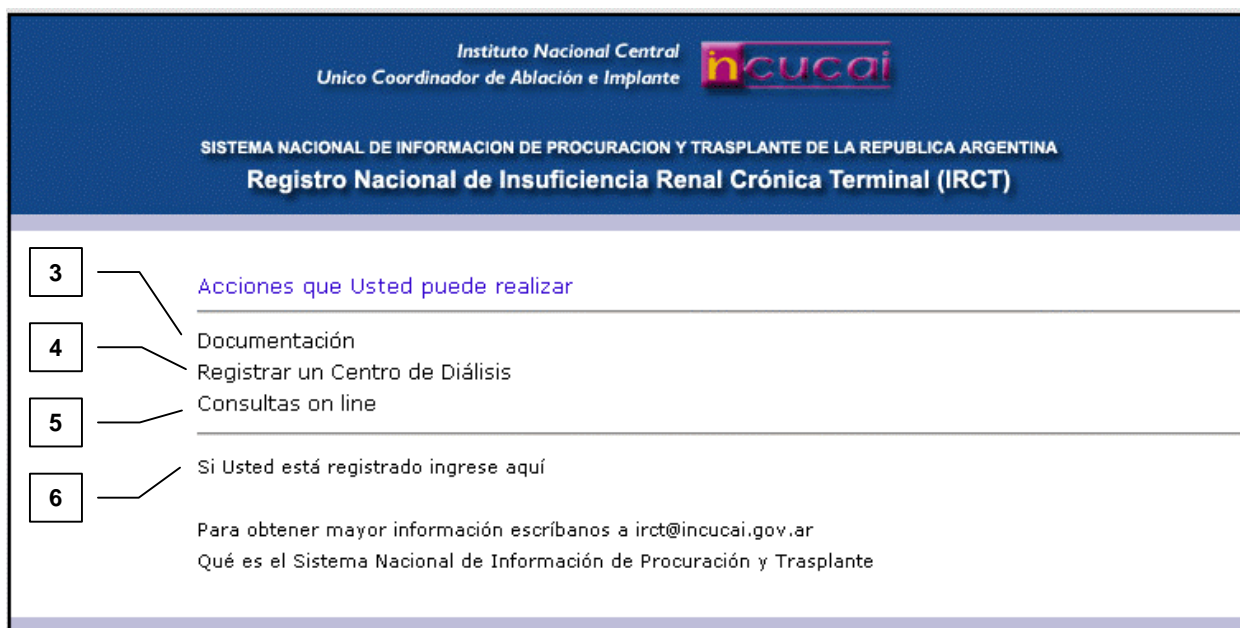 Instituto Nacional Central
Unico Coordinador de Ablación e Implante
incucai
SISTEMA NACIONAL DE INFORMACION DE PROCURACION Y TRASPLANTE DE LA REPUBLICA ARGENTINA
Registro Nacional de Insuficiencia Renal Crónica Terminal (IRCT)
3
Acciones que Usted puede realizar
Documentación
4
Registrar un Centro de Diálisis
Consultas on line
5
Si Usted está registrado ingrese aquí
6
Para obtener mayor información escríbanos a irct@incucai.gov.ar
Qué es el Sistema Nacional de Información de Procuración y Trasplante